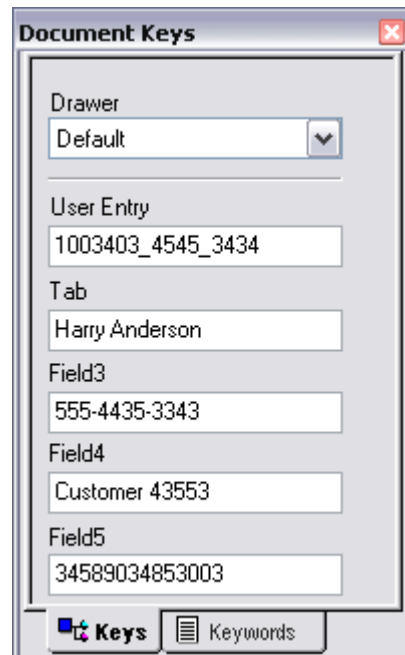 Document Keys
Drawer
Default
User Entry
1003403_4545_3434
Tab
Harry Anderson
Field3
555-4435-3343
Field4
Customer 43553
Field5
34589034853003
Keys Keywords